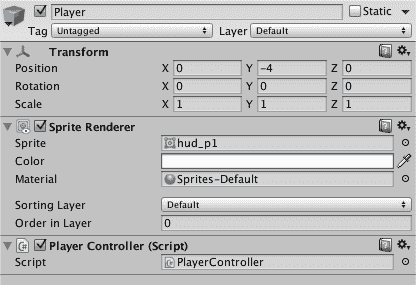 Player Static
Tag Untagged Layer Default
Transform
Position X 0 Y -4 Z 0
Rotation X 0 Y 0 Z 0
Scale X 1 Y 1 Z 1
Sprite Renderer
Sprite hud_p1
Color
Material Sprites-Default
Sorting Layer Default
Order in Layer 0
Player Controller (Script)
Script PlayerController